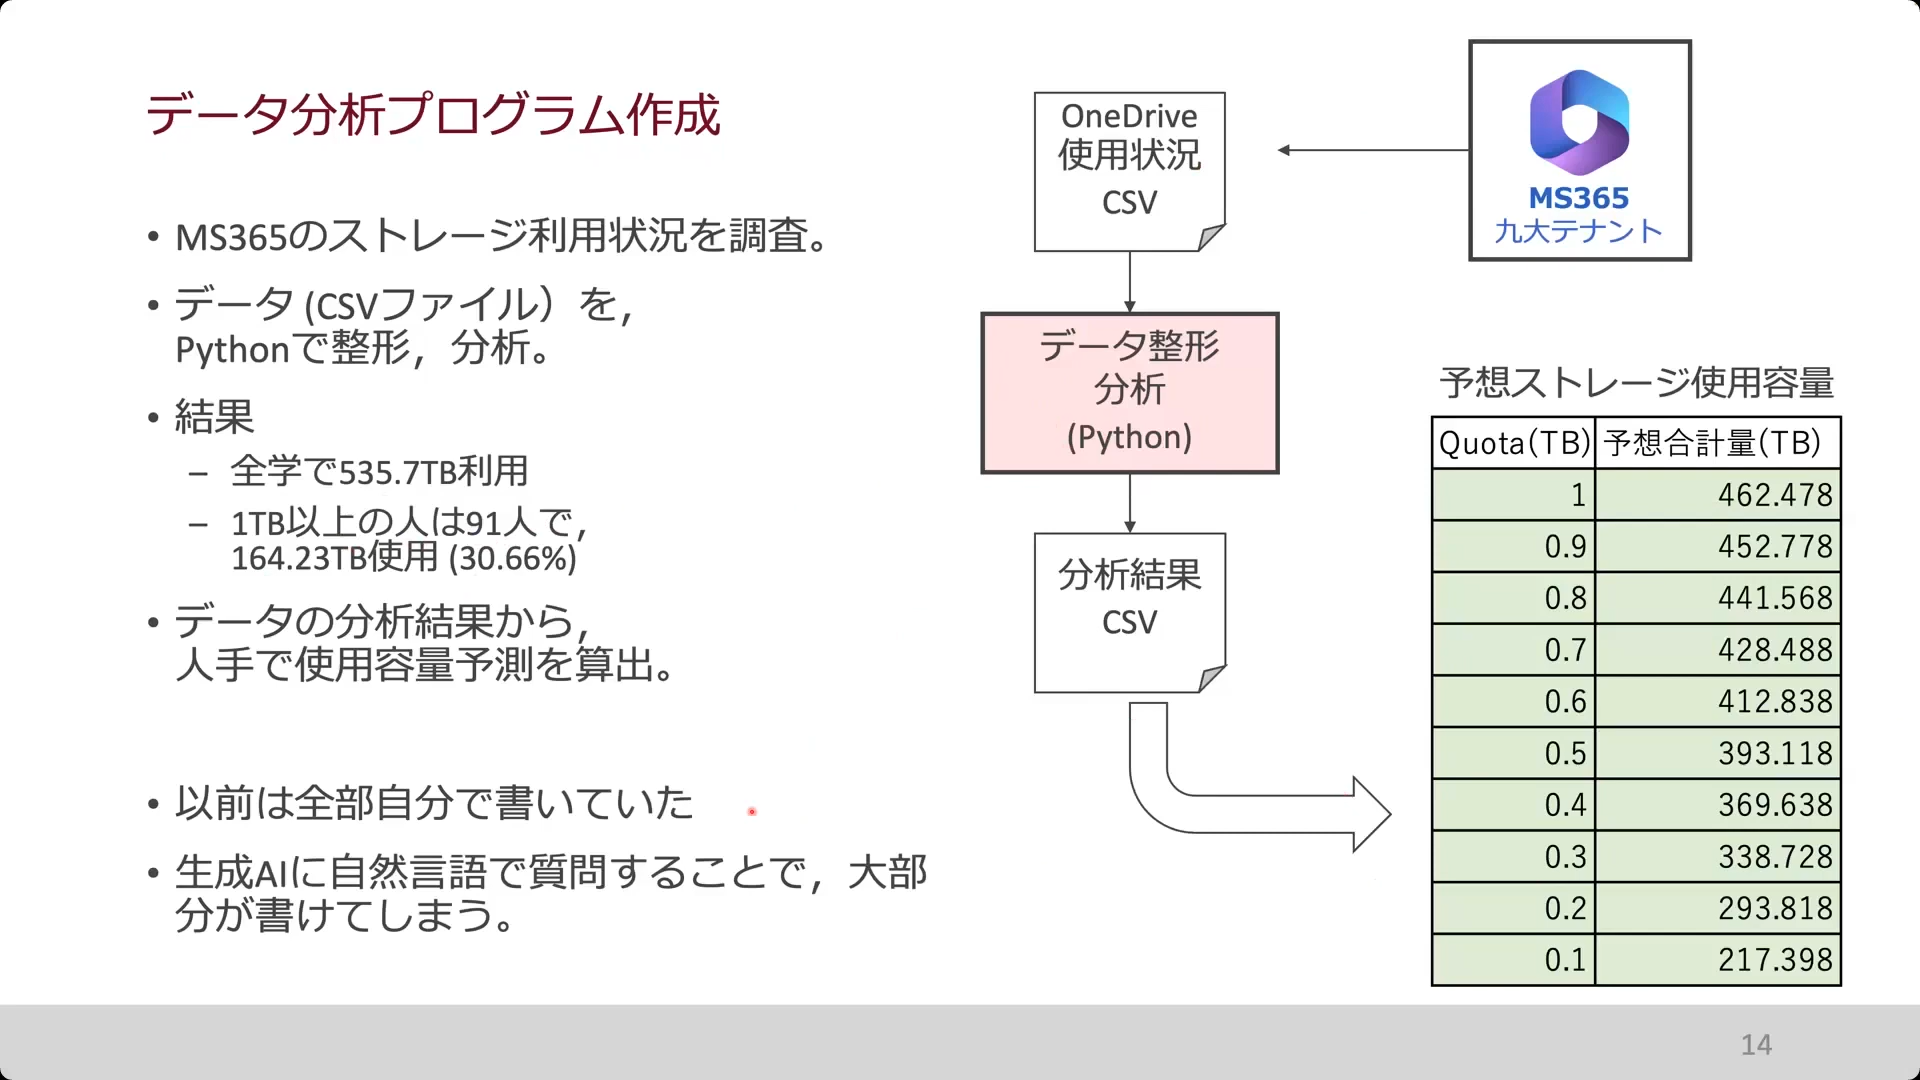 データ分析プログラム作成
• MS365のストレージ利用状況を調査。
• データ (CSVファイル）を，
Pythonで整形，分析。
• 結果
– 全学で535.7TB利用
– 1TB以上の人は91人で，
164.23TB使用 (30.66%)
• データの分析結果から，
人手で使用容量予測を算出。
• 以前は全部自分で書いていた
• 生成AIに自然言語で質問することで，大部
分が書けてしまう。
OneDrive
使用状況
CSV
MS365
九大テナント
データ整形
分析
(Python)
分析結果
CSV
予想ストレージ使用容量
Quota(TB) 予想合計量(TB)
1 462.478
0.9 452.778
0.8 441.568
0.7 428.488
0.6 412.838
0.5 393.118
0.4 369.638
0.3 338.728
0.2 293.818
0.1 217.398
14